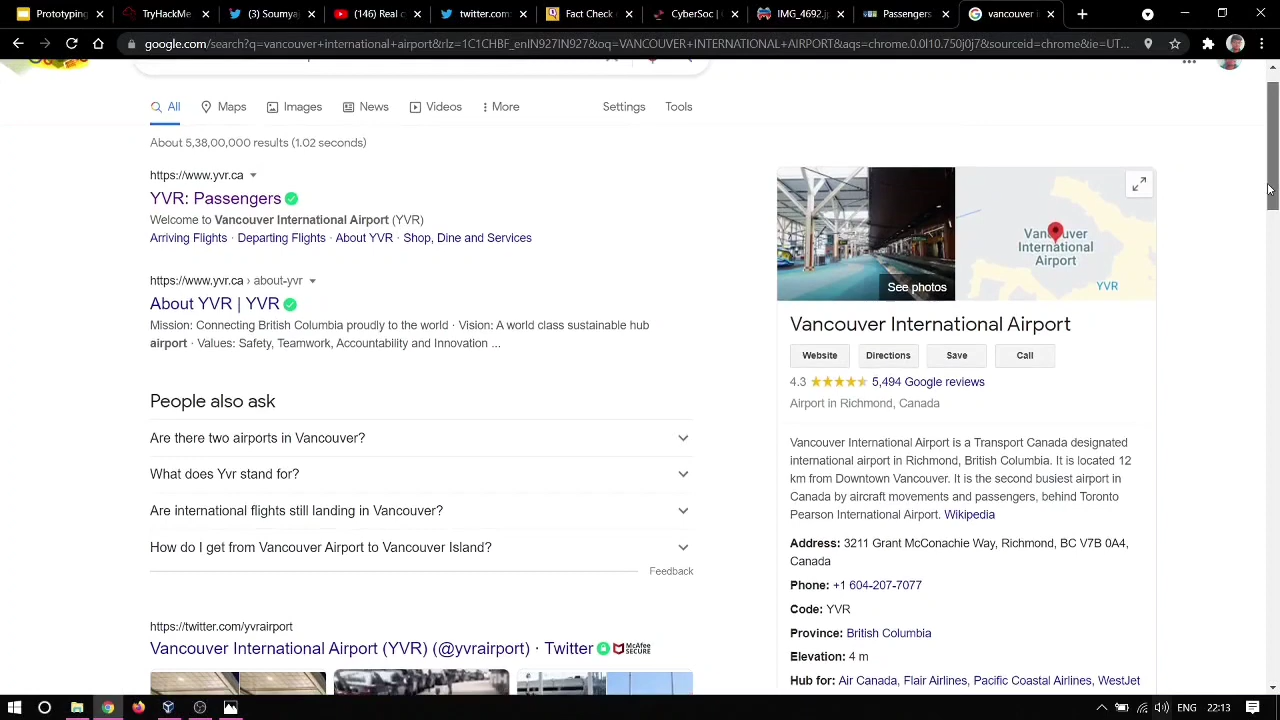 Prototyping
TryHackMe
(3) Soumyaj
(146) Real c
twitter.com
Fact Check
CyberSoc |
IMG_4692.j
Passengers
vancouver i
google.com/search?q=vancouver+international+airport&rlz=1C1CHBF_enIN927IN927&oq=VANCOUVER+INTERNATIONAL+AIRPORT&aqs=chrome.0.0l10.750j0j7&sourceid=chrome&ie=UT...
All
Maps
Images
News
Videos
More
Settings
Tools
About 5,38,00,000 results (1.02 seconds)
https://www.yvr.ca
YVR: Passengers
Welcome to Vancouver International Airport (YVR)
Arriving Flights · Departing Flights · About YVR · Shop, Dine and Services
https://www.yvr.ca › about-yvr
About YVR | YVR
Mission: Connecting British Columbia proudly to the world · Vision: A world class sustainable hub
airport · Values: Safety, Teamwork, Accountability and Innovation ...
People also ask
Are there two airports in Vancouver?
What does Yvr stand for?
Are international flights still landing in Vancouver?
How do I get from Vancouver Airport to Vancouver Island?
Feedback
https://twitter.com/yvrairport
Vancouver International Airport (YVR) (@yvrairport) · Twitter
McAfee
SECURE
See photos
Vancouver
International
Airport
YVR
Vancouver International Airport
Website
Directions
Save
Call
4.3
5,494 Google reviews
Airport in Richmond, Canada
Vancouver International Airport is a Transport Canada designated
international airport in Richmond, British Columbia. It is located 12
km from Downtown Vancouver. It is the second busiest airport in
Canada by aircraft movements and passengers, behind Toronto
Pearson International Airport. Wikipedia
Address: 3211 Grant McConachie Way, Richmond, BC V7B 0A4,
Canada
Phone: +1 604-207-7077
Code: YVR
Province: British Columbia
Elevation: 4 m
Hub for: Air Canada, Flair Airlines, Pacific Coastal Airlines, WestJet
ENG
22:13